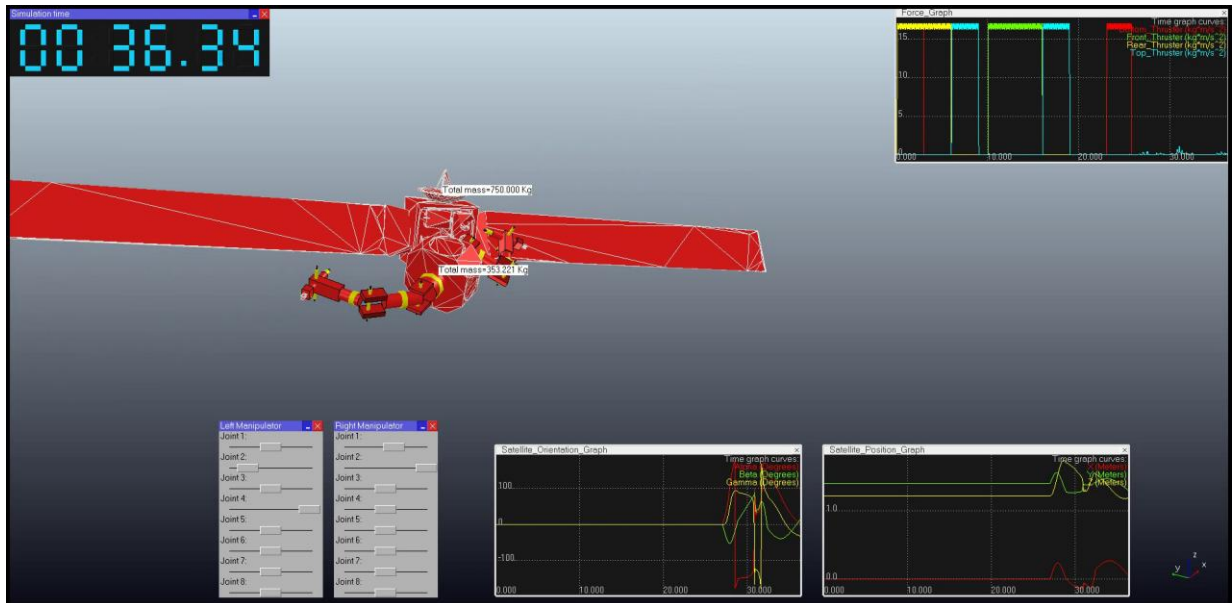 Simulation time
00 36.34
Force_Graph
Time graph curves:
Bottom_Thruster (kg*m/s^2)
Front_Thruster (kg*m/s^2)
Rear_Thruster (kg*m/s^2)
Top_Thruster (kg*m/s^2)
15.
10.
5
0
0.000 10.000 20.000 30.000
Total mass=750.000 Kg
Total mass=353.221 Kg
Left Manipulator
Joint 1:
Joint 2:
Joint 3:
Joint 4:
Joint 5:
Joint 6:
Joint 7:
Joint 8:
Right Manipulator
Joint 1:
Joint 2:
Joint 3:
Joint 4:
Joint 5:
Joint 6:
Joint 7:
Joint 8:
Satellite_Orientation_Graph
Time graph curves:
Alpha (Degrees)
Beta (Degrees)
Gamma (Degrees)
100.
0
-100.
0.000 10.000 20.000 30.000
Satellite_Position_Graph
Time graph curves:
X (Meters)
Y (Meters)
Z (Meters)
1.0
0.0
0.000 10.000 20.000 30.000
z
y
x